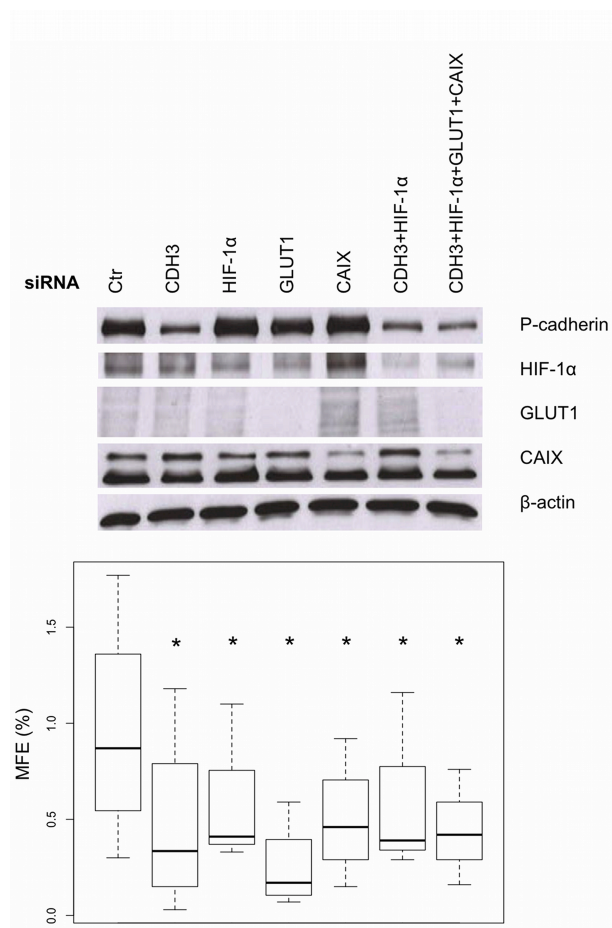 siRNA
Ctr
CDH3
HIF-1α
GLUT1
CAIX
CDH3+HIF-1α
CDH3+HIF-1α+GLUT1+CAIX
P-cadherin
HIF-1α
GLUT1
CAIX
β-actin
MFE (%)
1.5
1.0
0.5
0.0
* * * * * *